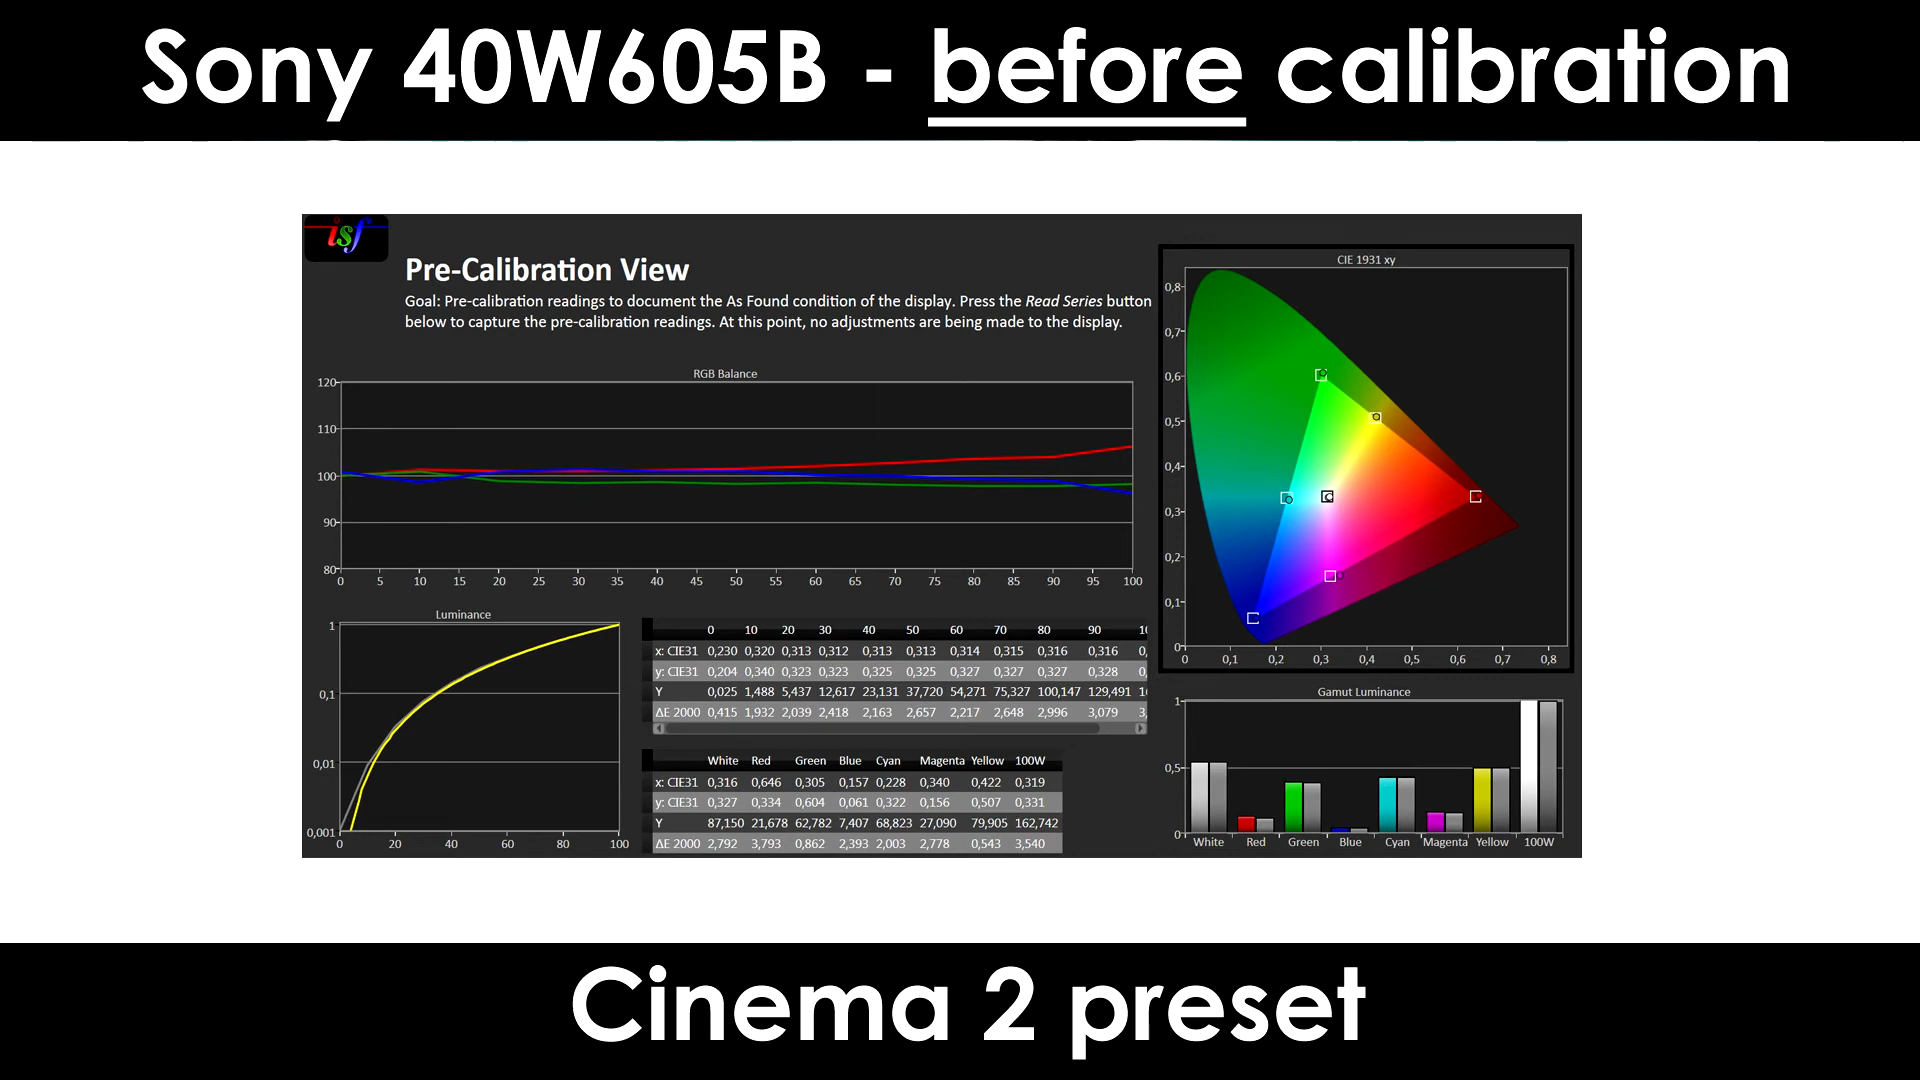 Sony 40W605B - before calibration
isf
Pre-Calibration View
Goal: Pre-calibration readings to document the As Found condition of the display. Press the Read Series button
below to capture the pre-calibration readings. At this point, no adjustments are being made to the display.
RGB Balance
120
110
100
90
80
0 5 10 15 20 25 30 35 40 45 50 55 60 65 70 75 80 85 90 95 100
Luminance
1
0,1
0,01
0,001
0 20 40 60 80 100
0 10 20 30 40 50 60 70 80 90 10
x: CIE31 0,230 0,320 0,313 0,312 0,313 0,313 0,314 0,315 0,316 0,316 0,
y: CIE31 0,204 0,340 0,323 0,323 0,325 0,325 0,327 0,327 0,327 0,328 0,
Y 0,025 1,488 5,437 12,617 23,131 37,720 54,271 75,327 100,147 129,491 16
ΔE 2000 0,415 1,932 2,039 2,418 2,163 2,657 2,217 2,648 2,996 3,079 3,
White Red Green Blue Cyan Magenta Yellow 100W
x: CIE31 0,316 0,646 0,305 0,157 0,228 0,340 0,422 0,319
y: CIE31 0,327 0,334 0,604 0,061 0,322 0,156 0,507 0,331
Y 87,150 21,678 62,782 7,407 68,823 27,090 79,905 162,742
ΔE 2000 2,792 3,793 0,862 2,393 2,003 2,778 0,543 3,540
CIE 1931 xy
0,8
0,7
0,6
0,5
0,4
0,3
0,2
0,1
0
0 0,1 0,2 0,3 0,4 0,5 0,6 0,7 0,8
Gamut Luminance
1
0,5
0
White Red Green Blue Cyan Magenta Yellow 100W
Cinema 2 preset